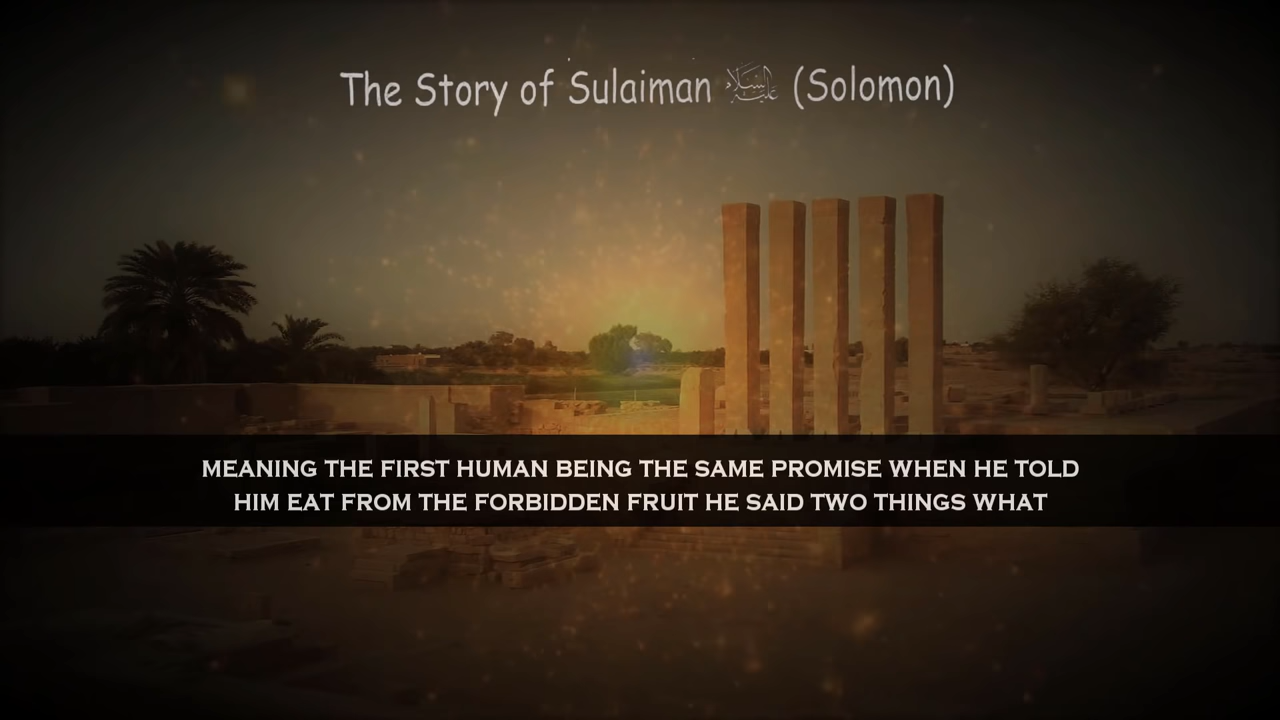 The Story of Sulaiman عليه السلام (Solomon)
MEANING THE FIRST HUMAN BEING THE SAME PROMISE WHEN HE TOLD
HIM EAT FROM THE FORBIDDEN FRUIT HE SAID TWO THINGS WHAT